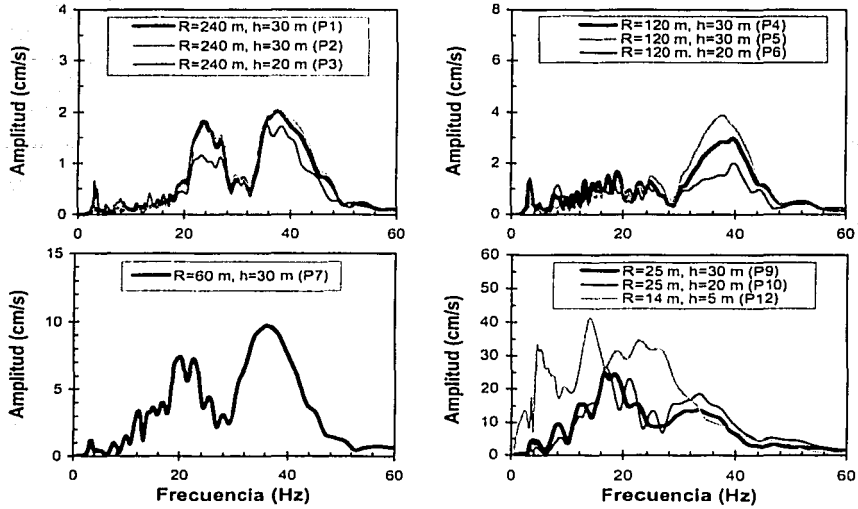 R=240 m, h=30 m (P1)
R=240 m, h=30 m (P2)
R=240 m, h=20 m (P3)
Amplitud (cm/s)
4
3
2
1
0
0
20
40
60
R=120 m, h=30 m (P4)
R=120 m, h=30 m (P5)
R=120 m. h=20 m (P6)
Amplitud (cm/s)
8
6
4
2
0
0
20
40
60
R=60 m, h=30 m (P7)
Amplitud (cm/s)
15
10
5
0
0
20
40
60
Frecuencia (Hz)
R=25 m, h=30 m (P9)
R=25 m, h=20 m (P10)
R=14 m, h=5 m (P12)
Amplitud (cm/s)
60
50
40
30
20
10
0
0
20
40
60
Frecuencia (Hz)